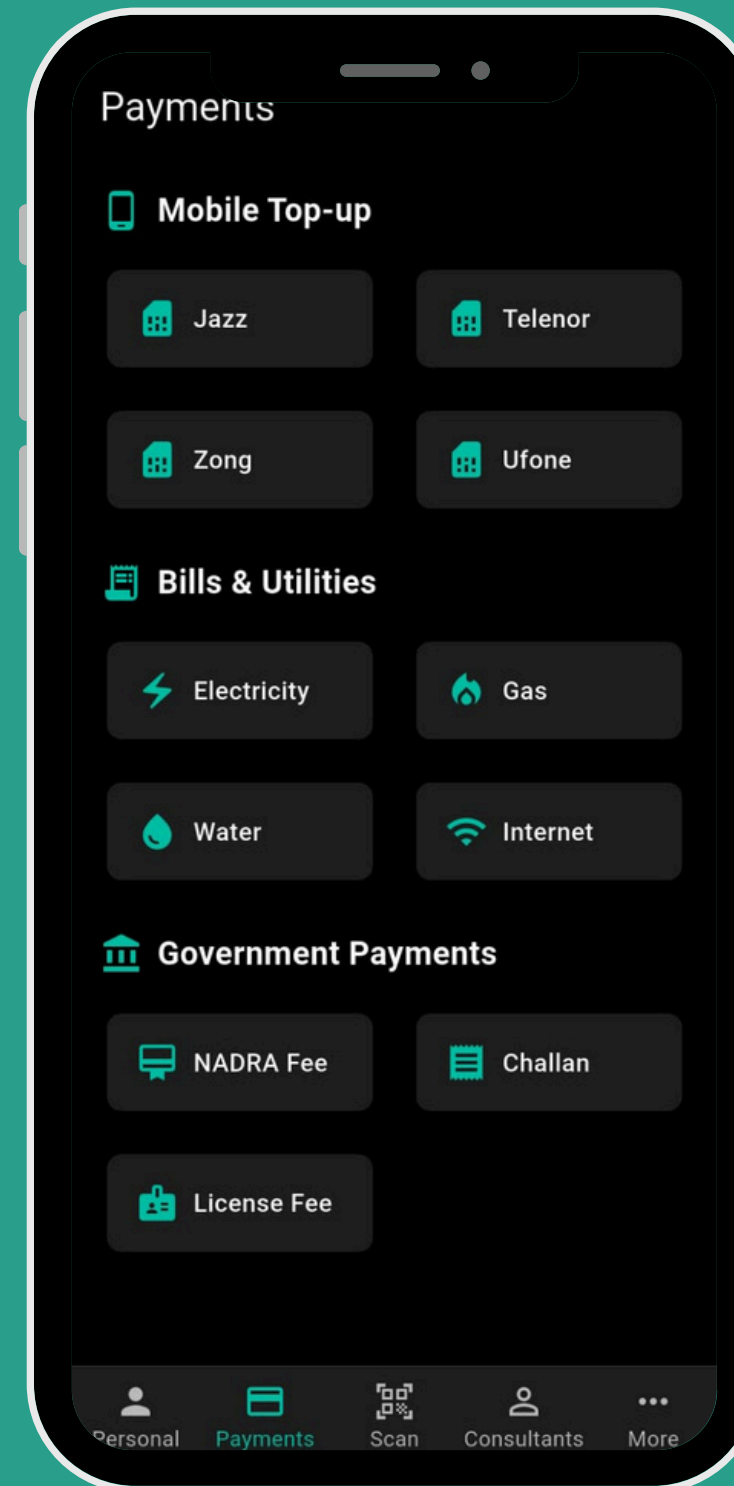 Payments
Mobile Top-up
Jazz
Telenor
Zong
Ufone
Bills & Utilities
Electricity
Gas
Water
Internet
Government Payments
NADRA Fee
Challan
License Fee
Personal
Payments
Scan
Consultants
More